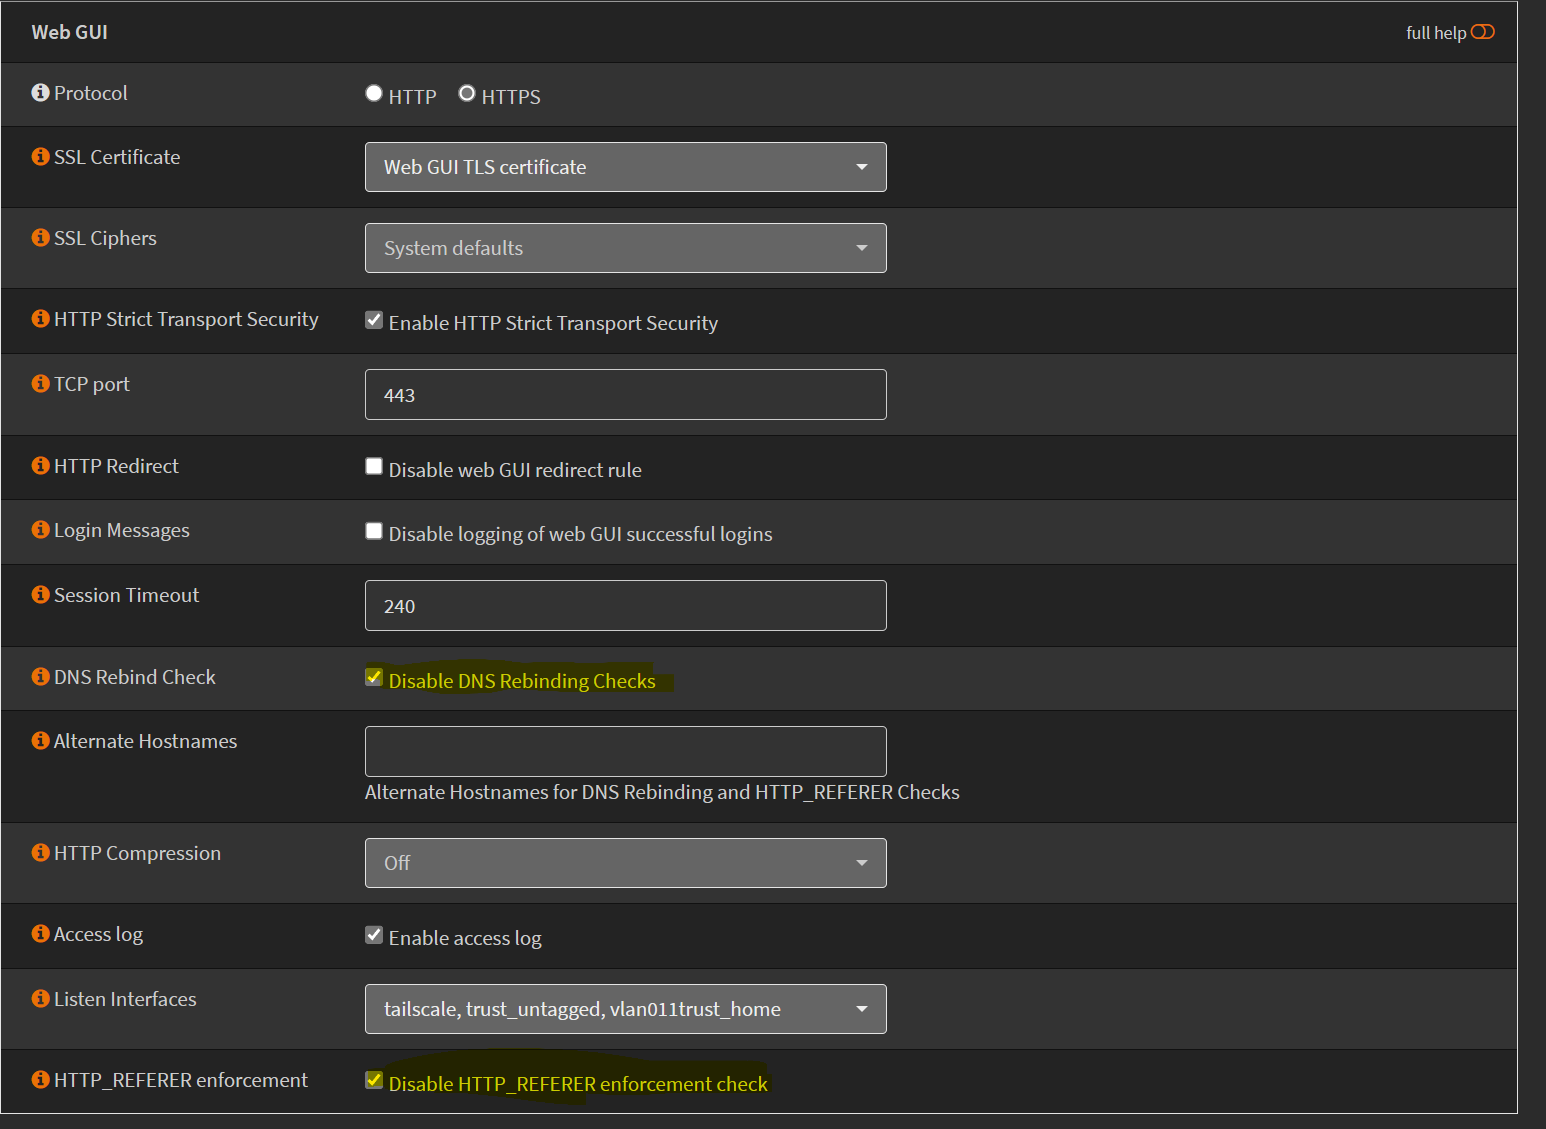 Web GUI
full help
Protocol
HTTP HTTPS
SSL Certificate
Web GUI TLS certificate
SSL Ciphers
System defaults
HTTP Strict Transport Security
Enable HTTP Strict Transport Security
TCP port
443
HTTP Redirect
Disable web GUI redirect rule
Login Messages
Disable logging of web GUI successful logins
Session Timeout
240
DNS Rebind Check
Disable DNS Rebinding Checks
Alternate Hostnames
Alternate Hostnames for DNS Rebinding and HTTP_REFERER Checks
HTTP Compression
Off
Access log
Enable access log
Listen Interfaces
tailscale, trust_untagged, vlan011trust_home
HTTP_REFERER enforcement
Disable HTTP_REFERER enforcement check